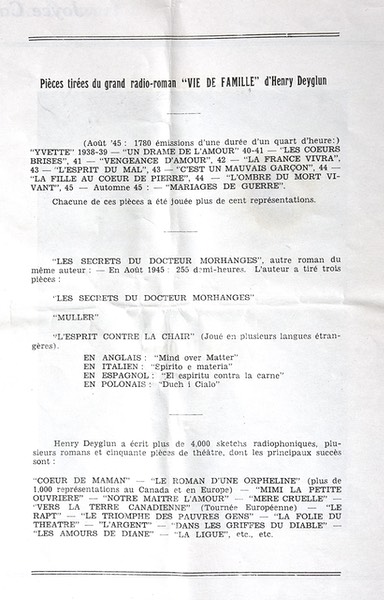 Pièces tirées du grand radio-roman "VIE DE FAMILLE" d'Henry Deyglun
(Août '45 : 1780 émissions d'une durée d'un quart d'heure:)
"YVETTE" 1938-39 — "UN DRAME DE L'AMOUR" 40-41 — "LES COEURS
BRISES", 41 — "VENGEANCE D'AMOUR", 42 — "LA FRANCE VIVRA",
43 — "L'ESPRIT DU MAL", 43 — "C'EST UN MAUVAIS GARÇON", 44 —
"LA FILLE AU COEUR DE PIERRE", 44 — "L'OMBRE DU MORT VI-
VANT", 45 — Automne 45 : — "MARIAGES DE GUERRE".
Chacune de ces pièces a été jouée plus de cent représentations.
"LES SECRETS DU DOCTEUR MORHANGES", autre roman du
même auteur : — En Août 1945 : 255 demi-heures. L'auteur a tiré trois
pièces :
"LES SECRETS DU DOCTEUR MORHANGES"
"MULLER"
"L'ESPRIT CONTRE LA CHAIR" (Joué en plusieurs langues étran-
gères).
EN ANGLAIS : "Mind over Matter"
EN ITALIEN : "Spirito e materia"
EN ESPAGNOL : "El espiritu contra la carne"
EN POLONAIS : "Duch i Cialo"
Henry Deyglun a écrit plus de 4,000 sketchs radiophoniques, plu-
sieurs romans et cinquante pièces de théâtre, dont les principaux succès
sont :
"COEUR DE MAMAN" — "LE ROMAN D'UNE ORPHELINE" (plus de
1,000 représentations au Canada et en Europe) — "MIMI LA PETITE
OUVRIERE" — "NOTRE MAITRE L'AMOUR" — "MERE CRUELLE" —
"VERS LA TERRE CANADIENNE" (Tournée Européenne) — "LE
RAPT" — "LE TRIOMPHE DES PAUVRES GENS" — "LA FOLIE DU
THEATRE" — "L'ARGENT" — "DANS LES GRIFFES DU DIABLE" —
"LES AMOURS DE DIANE" — "LA LIGUE", etc., etc.